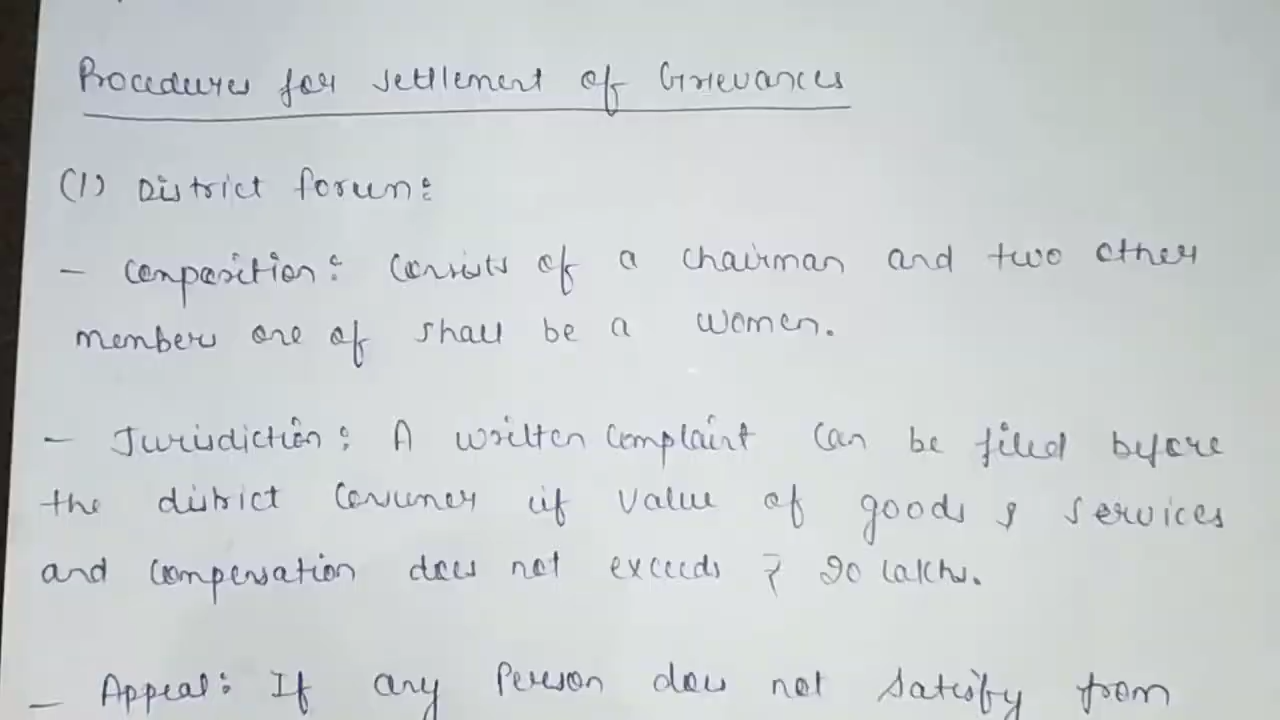 Procedures for settlement of Grievances
(1) District forum:
- Composition: Consists of a chairman and two other
members one of shall be a women.
- Jurisdiction: A written complaint can be filed before
the district consumer if value of goods & services
and compensation does not exceeds ₹ 20 lakhs.
- Appeal: If any Person does not Satisfy from